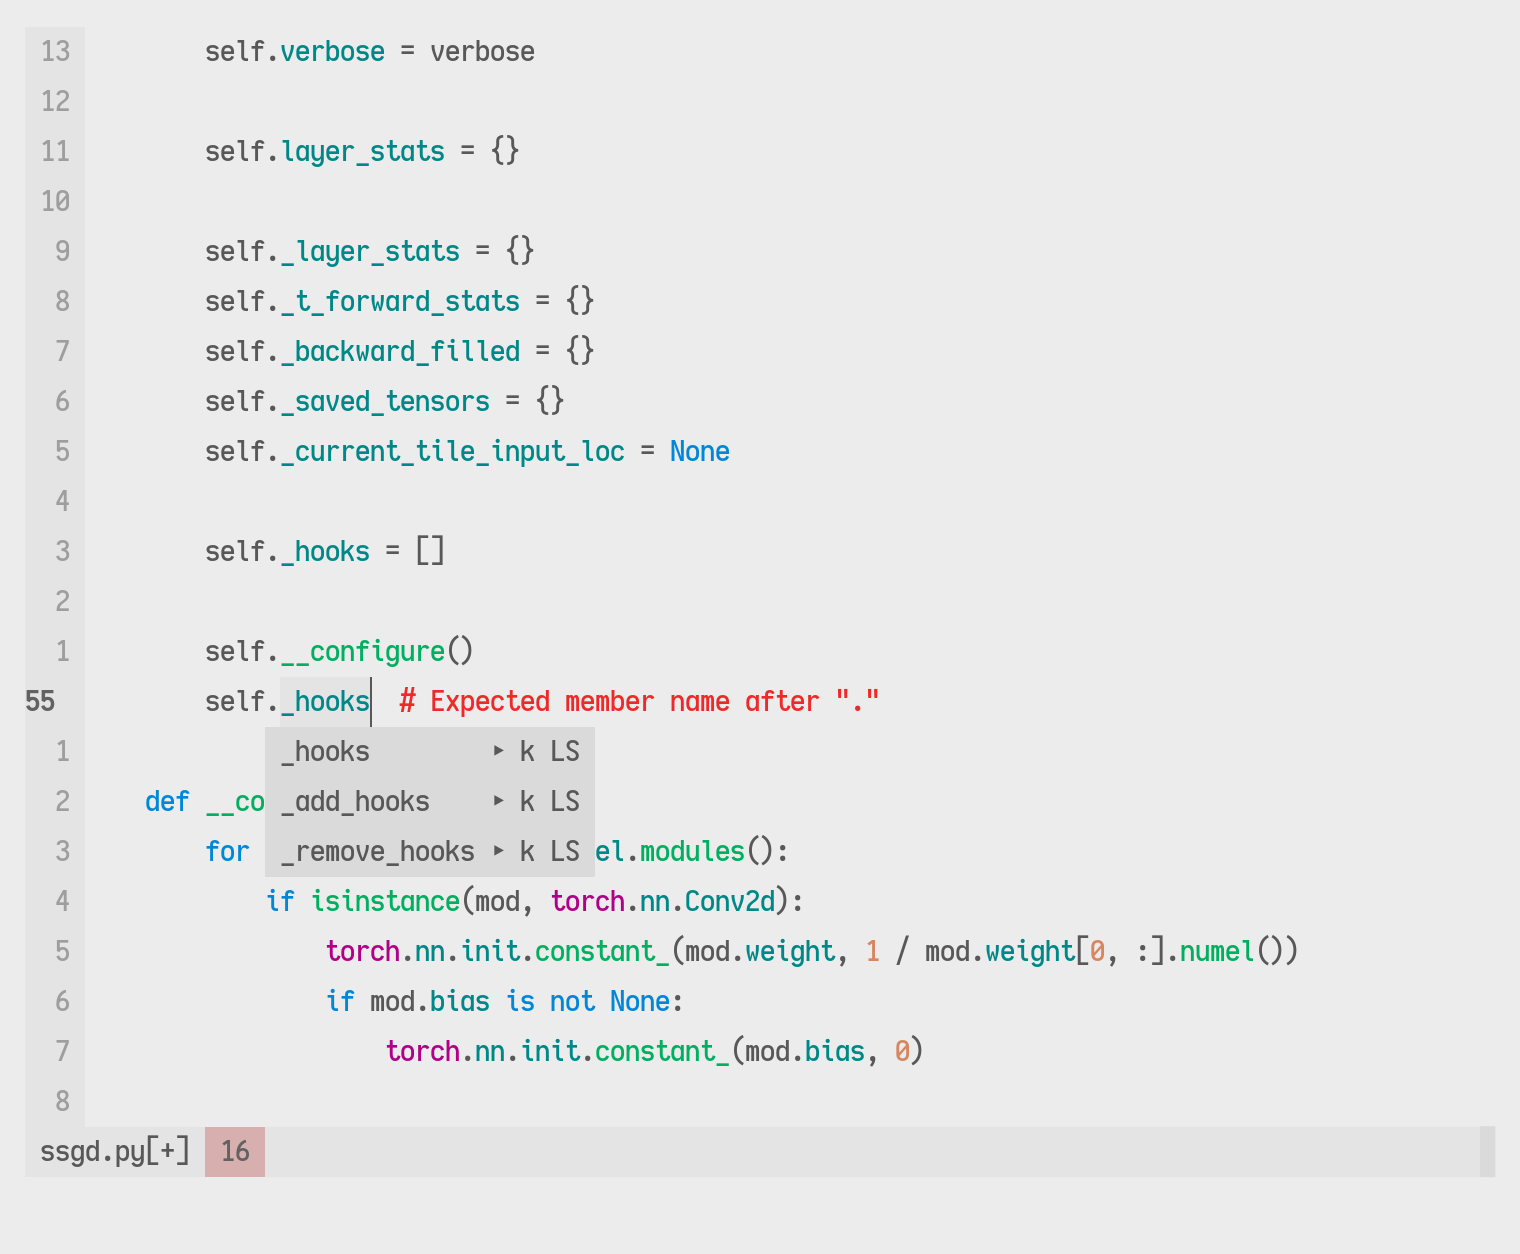 13 self.verbose = verbose
12
11 self.layer_stats = {}
10
9 self._layer_stats = {}
8 self._t_forward_stats = {}
7 self._backward_filled = {}
6 self._saved_tensors = {}
5 self._current_tile_input_loc = None
4
3 self._hooks = []
2
1 self.__configure()
55 self._hooks # Expected member name after "."
1 _hooks ▸ k LS
2 def __co _add_hooks ▸ k LS
3 for _remove_hooks ▸ k LS el.modules():
4 if isinstance(mod, torch.nn.Conv2d):
5 torch.nn.init.constant_(mod.weight, 1 / mod.weight[0, :].numel())
6 if mod.bias is not None:
7 torch.nn.init.constant_(mod.bias, 0)
8
ssgd.py[+] 16